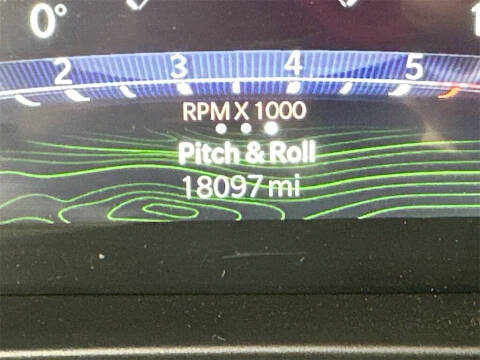 0°
2 3 4 5
RPM X 1000
Pitch & Roll
18097 mi